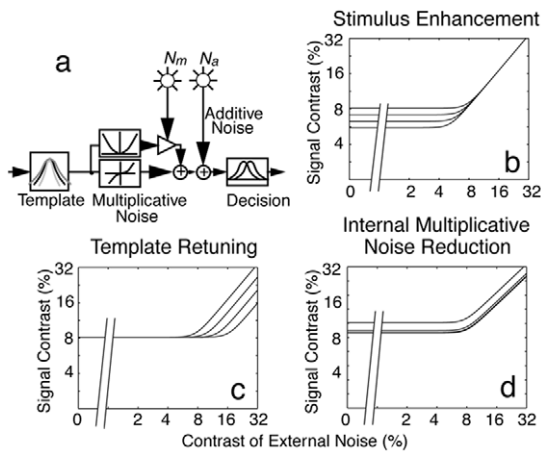 a
Nm
Na
Additive
Noise
Template
Multiplicative
Noise
Decision
Stimulus Enhancement
Signal Contrast (%)
32
16
8
4
0
2
4
8
16
32
b
Template Retuning
Signal Contrast (%)
32
16
8
4
0
2
4
8
16
32
c
Internal Multiplicative
Noise Reduction
Signal Contrast (%)
32
16
8
4
0
2
4
8
16
32
d
Contrast of External Noise (%)